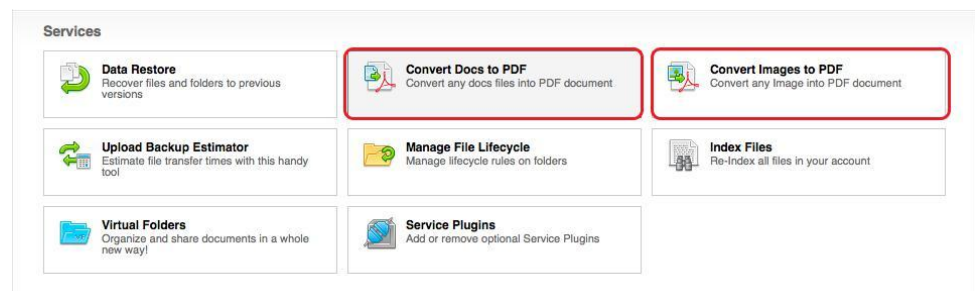 Services
Data Restore
Recover files and folders to previous
versions
Convert Docs to PDF
Convert any docs files into PDF document
Convert Images to PDF
Convert any Image into PDF document
Upload Backup Estimator
Estimate file transfer times with this handy
tool
Manage File Lifecycle
Manage lifecycle rules on folders
Index Files
Re-Index all files in your account
Virtual Folders
Organize and share documents in a whole
new way!
Service Plugins
Add or remove optional Service Plugins